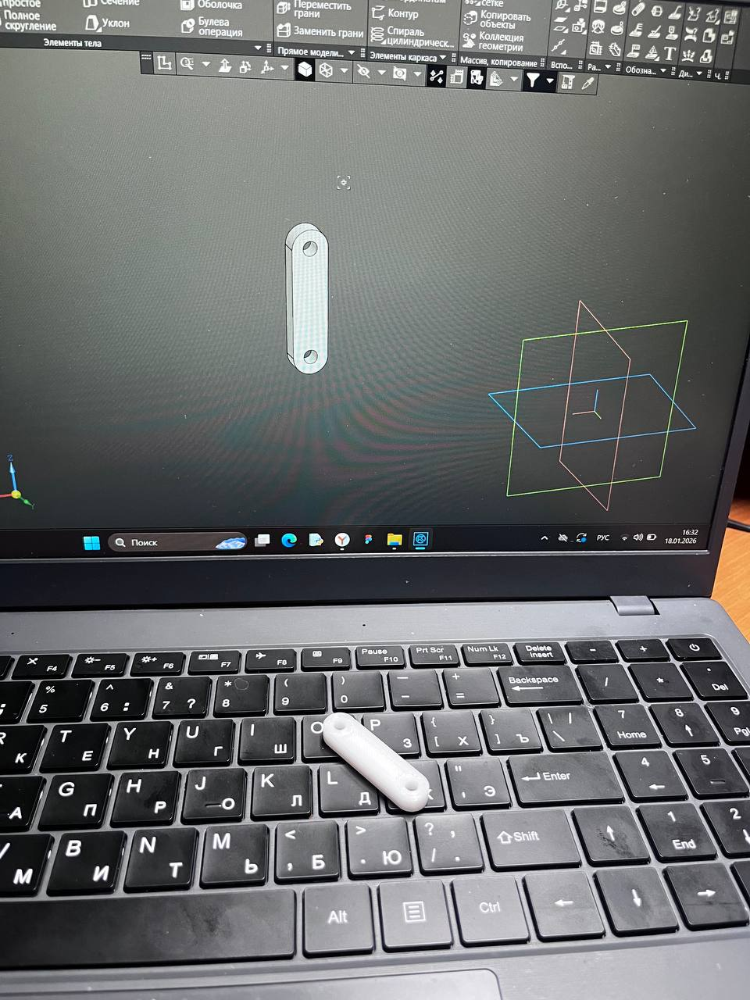 простое
Сечение
Оболочка
Переместить
грани
Контур
сетке
Полное
скругление
Уклон
Булева
операция
Заменить грани
Спираль
цилиндрическ...
Копировать
объекты
Коллекция
геометрии
Элементы тела
Прямое модели...
Элементы каркаса
Массив, копирование
Вспо...
Ра...
Обозна...
Ди...
Ч.
Z
Поиск
РУС
16:32
18.01.2026
F4
F5
F6
F7
F8
F9
Pause
F10
Prt Scr
F11
Num Lk
F12
Delete
Insert
-
+
% 5
^ 6 :
& 7 ?
* 8
( 9
) 0
_ -
+ =
Backspace
/
*
. Del
R К
T Е
Y Н
U Г
I Ш
O
P З
{ [ Х
} ] Ъ
| / \
7 Home
8
9 PgU
А
G П
H Р
J О
K Л
L Д
" ' Э
Enter
4
5
6
М
B И
N Т
M Ь
< , Б
> . Ю
? , / .
Shift
1 End
2
Alt
Ctrl